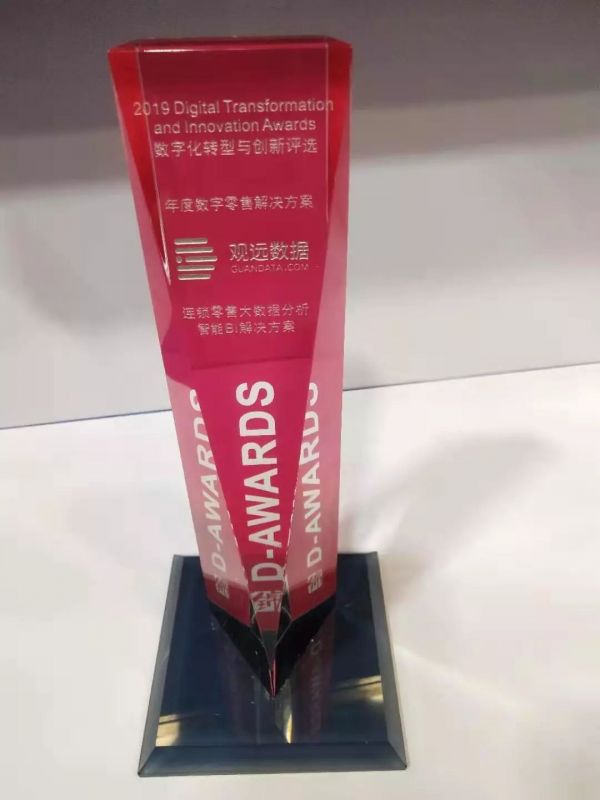 2019 Digital Transformation
and Innovation Awards
数字化转型与创新评选
年度数字零售解决方案
观远数据
GUANDATA.COM
连锁零售大数据分析
智能BI解决方案
D-AWARDS
D-AWARDS
D-AWARDS